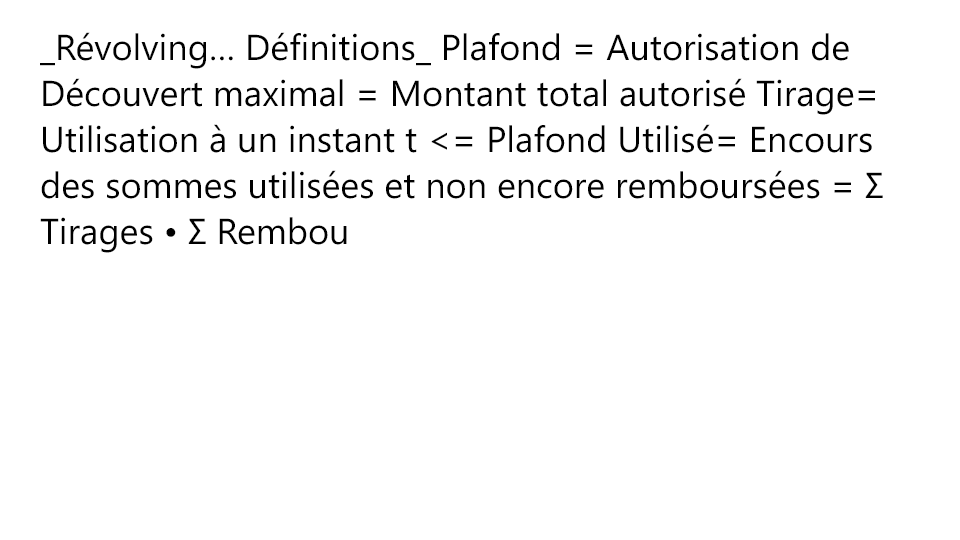 _Révolving... Définitions_ Plafond = Autorisation de
Découvert maximal = Montant total autorisé Tirage=
Utilisation à un instant t <= Plafond Utilisé= Encours
des sommes utilisées et non encore remboursées = Σ
Tirages • Σ Rembou